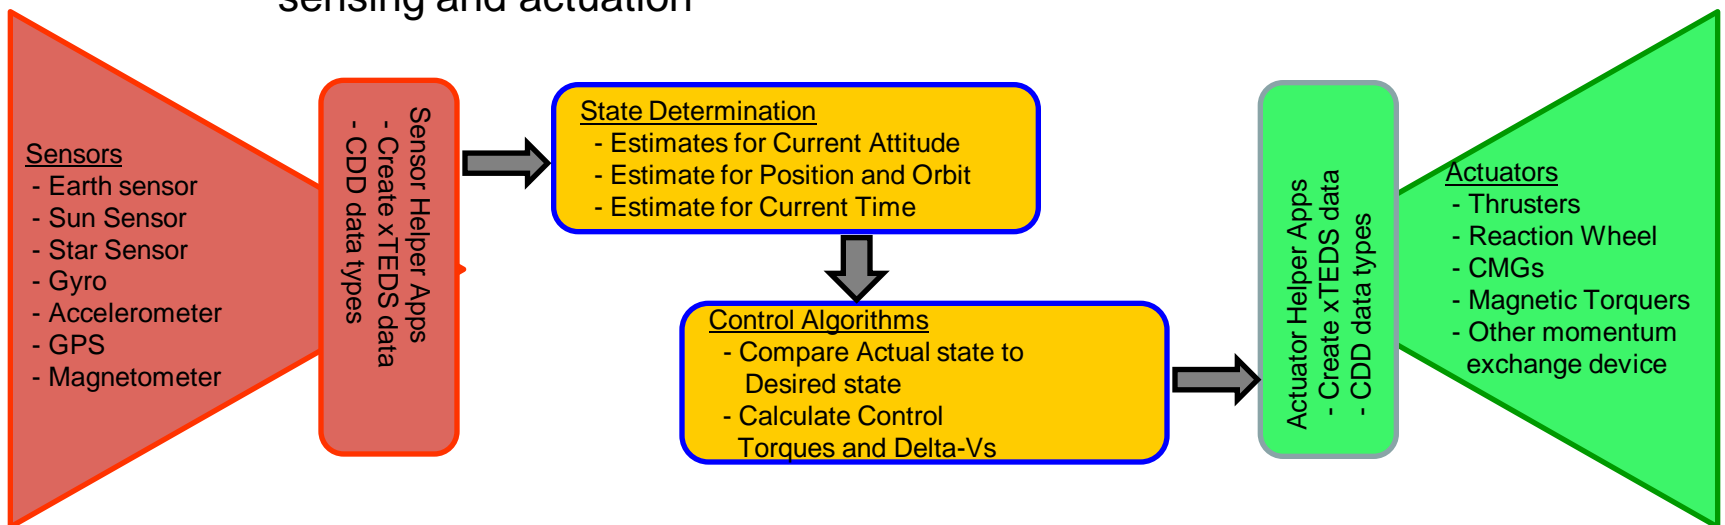 sensing and actuation
Sensors
- Earth sensor
- Sun Sensor
- Star Sensor
- Gyro
- Accelerometer
- GPS
- Magnetometer
Sensor Helper Apps
- Create xTEDS data
- CDD data types
State Determination
- Estimates for Current Attitude
- Estimate for Position and Orbit
- Estimate for Current Time
Control Algorithms
- Compare Actual state to
Desired state
- Calculate Control
Torques and Delta-Vs
Actuator Helper Apps
- Create xTEDS data
- CDD data types
Actuators
- Thrusters
- Reaction Wheel
- CMGs
- Magnetic Torquers
- Other momentum
exchange device